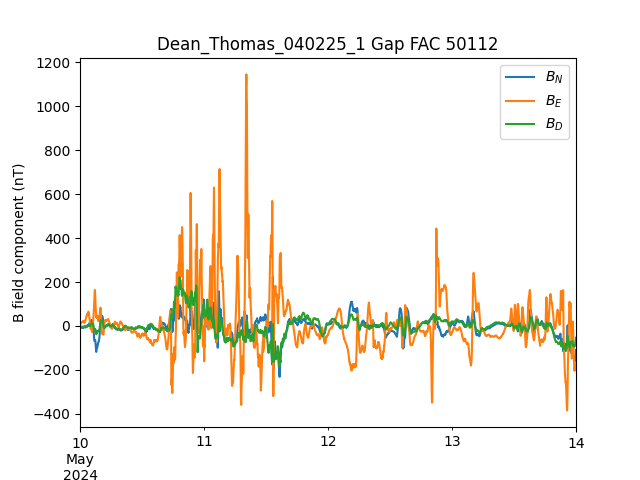 Dean_Thomas_040225_1 Gap FAC 50112
B field component (nT)
1200
1000
800
600
400
200
0
−200
−400
B_N
B_E
B_D
10 11 12 13 14
May
2024